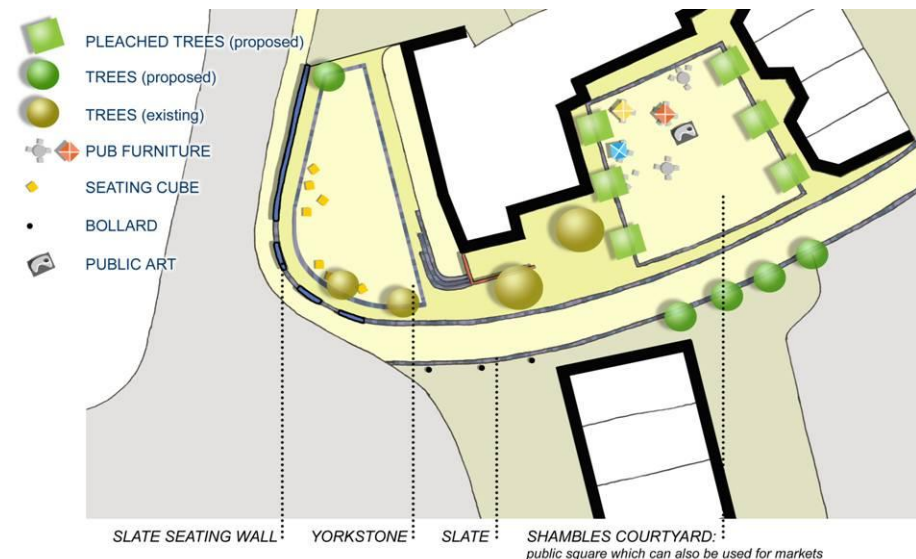 PLEACHED TREES (proposed)
TREES (proposed)
TREES (existing)
PUB FURNITURE
SEATING CUBE
BOLLARD
PUBLIC ART
SLATE SEATING WALL
YORKSTONE
SLATE
SHAMBLES COURTYARD:
public square which can also be used for markets